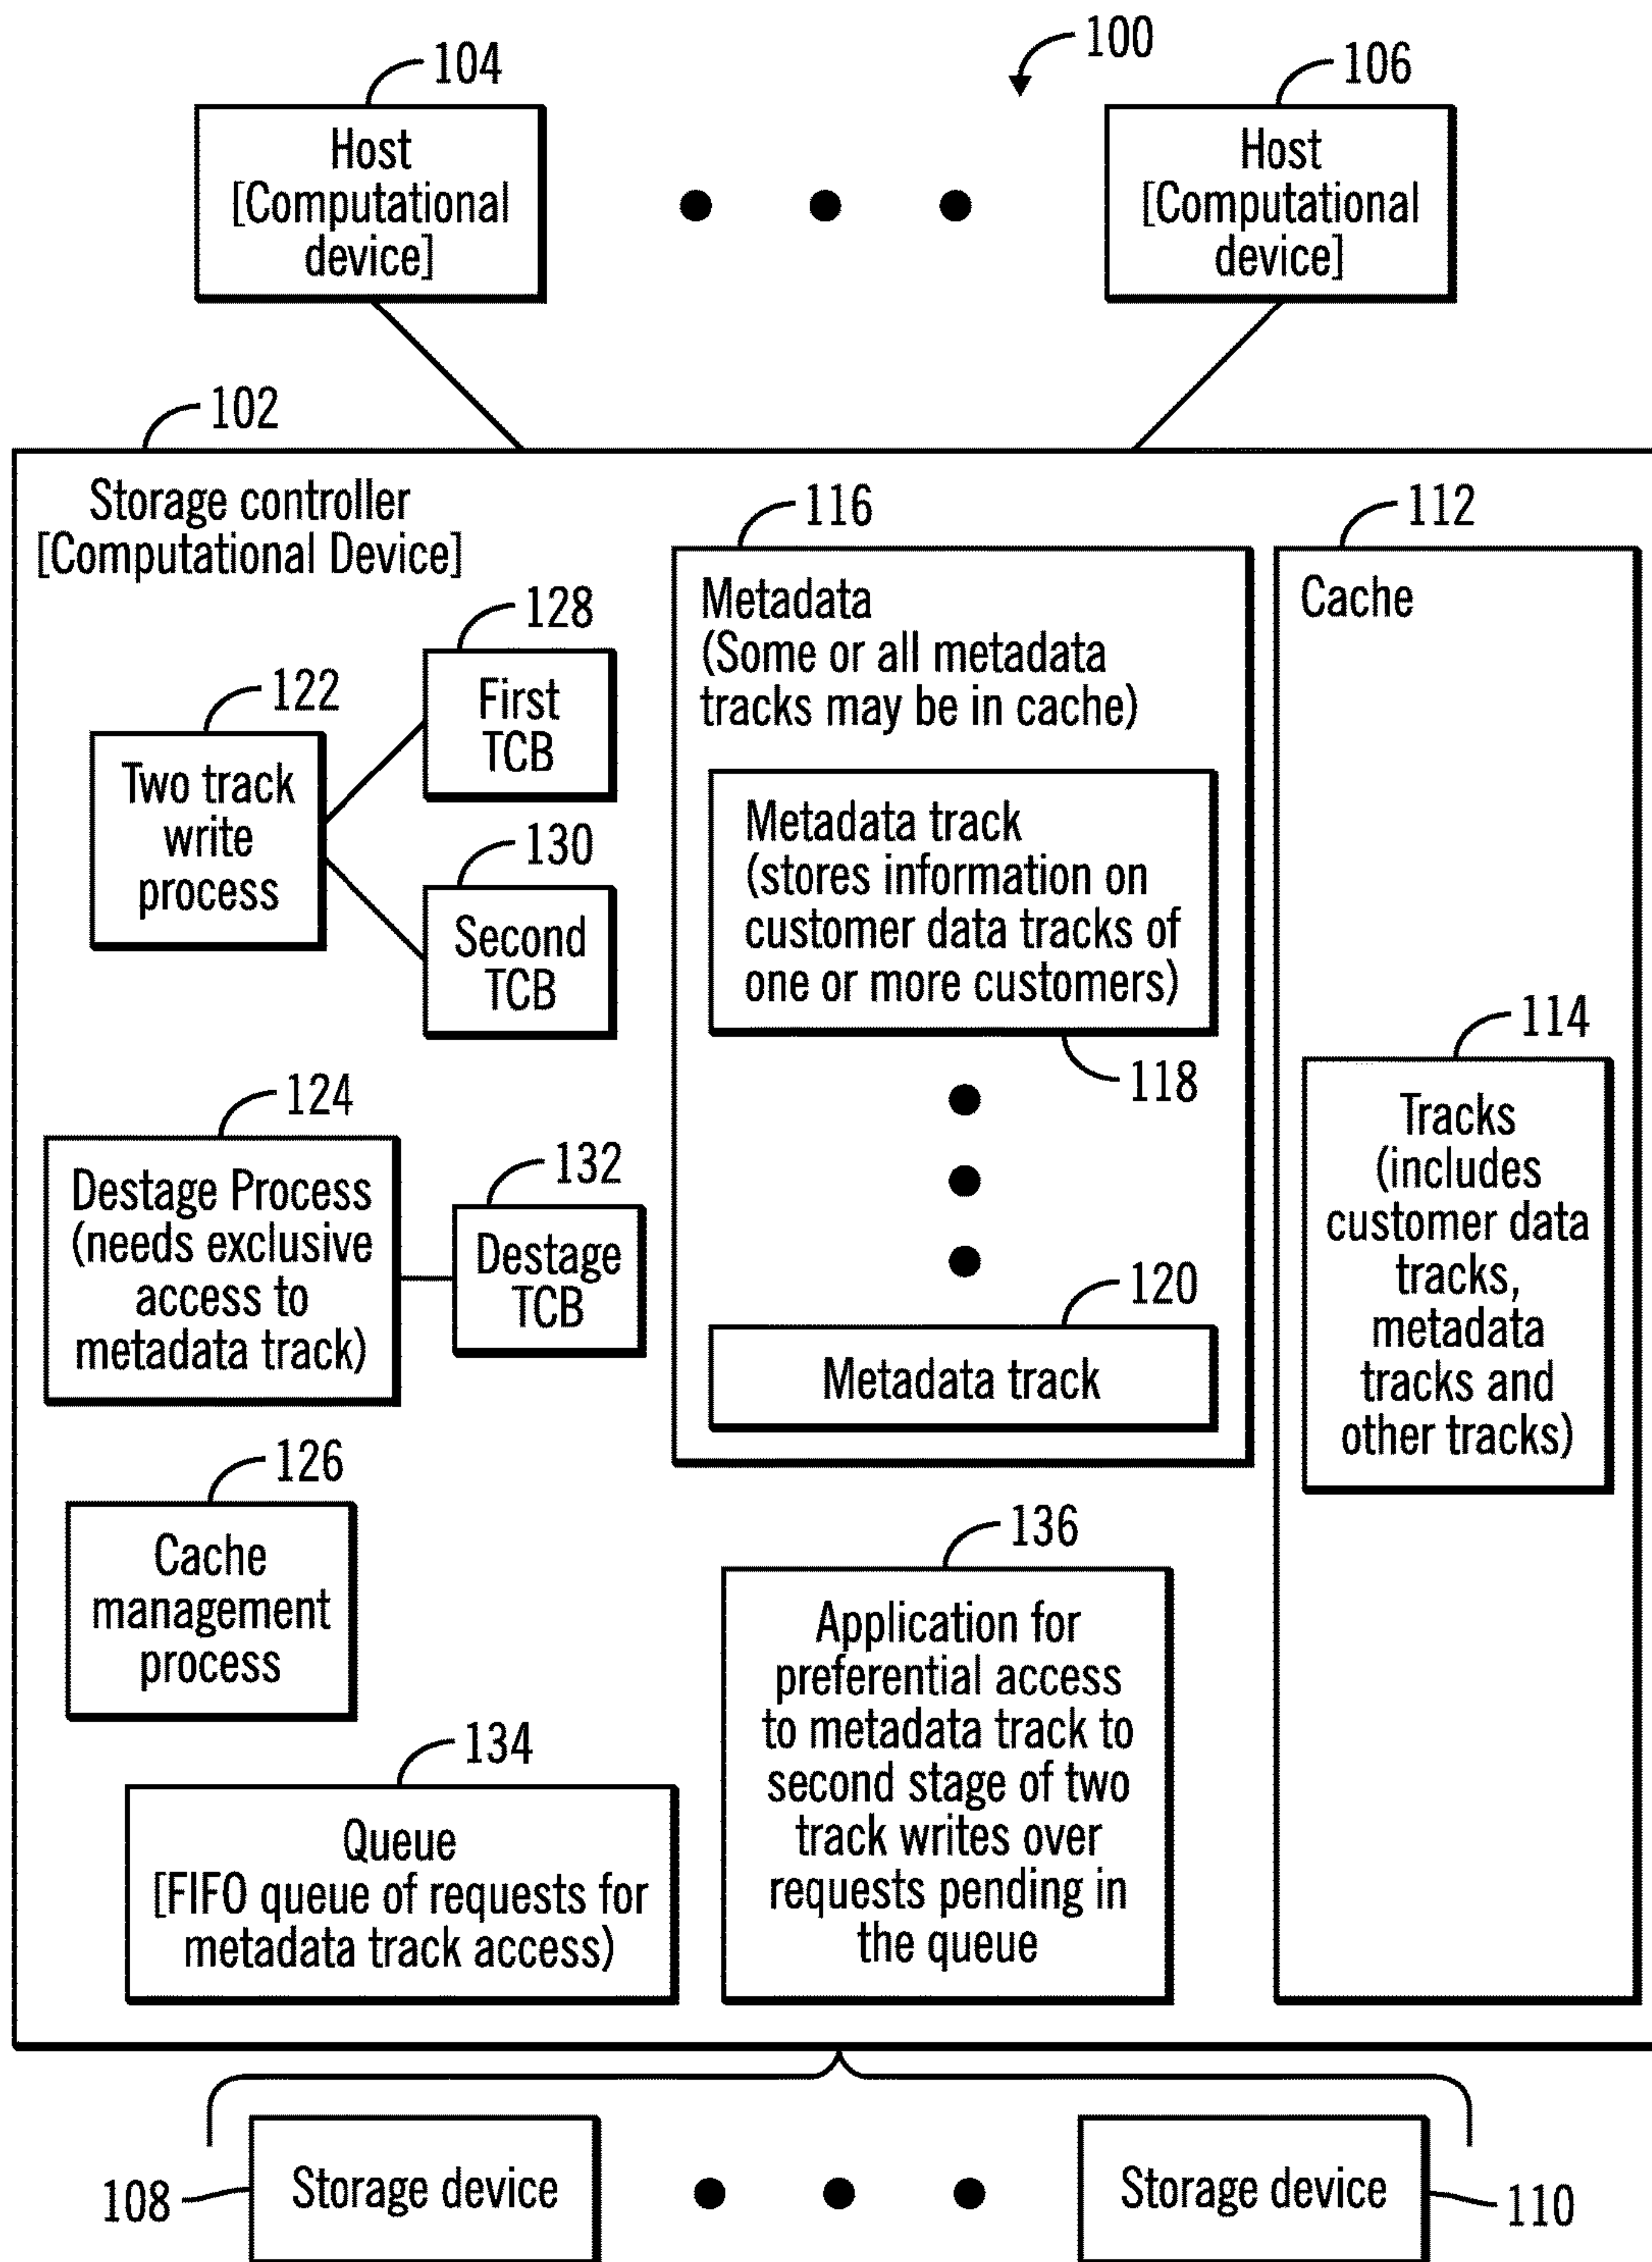 100
104
106
Host
[Computational
device]
Host
[Computational
device]
102
Storage controller
[Computational Device]
122
Two track
write
process
128
First
TCB
130
Second
TCB
124
Destage Process
(needs exclusive
access to
metadata track)
132
Destage
TCB
126
Cache
management
process
134
Queue
[FIFO queue of requests for
metadata track access)
116
Metadata
(Some or all metadata
tracks may be in cache)
Metadata track
(stores information on
customer data tracks of
one or more customers)
118
120
Metadata track
136
Application for
preferential access
to metadata track to
second stage of two
track writes over
requests pending in
the queue
112
Cache
114
Tracks
(includes
customer data
tracks,
metadata
tracks and
other tracks)
108
Storage device
Storage device
110